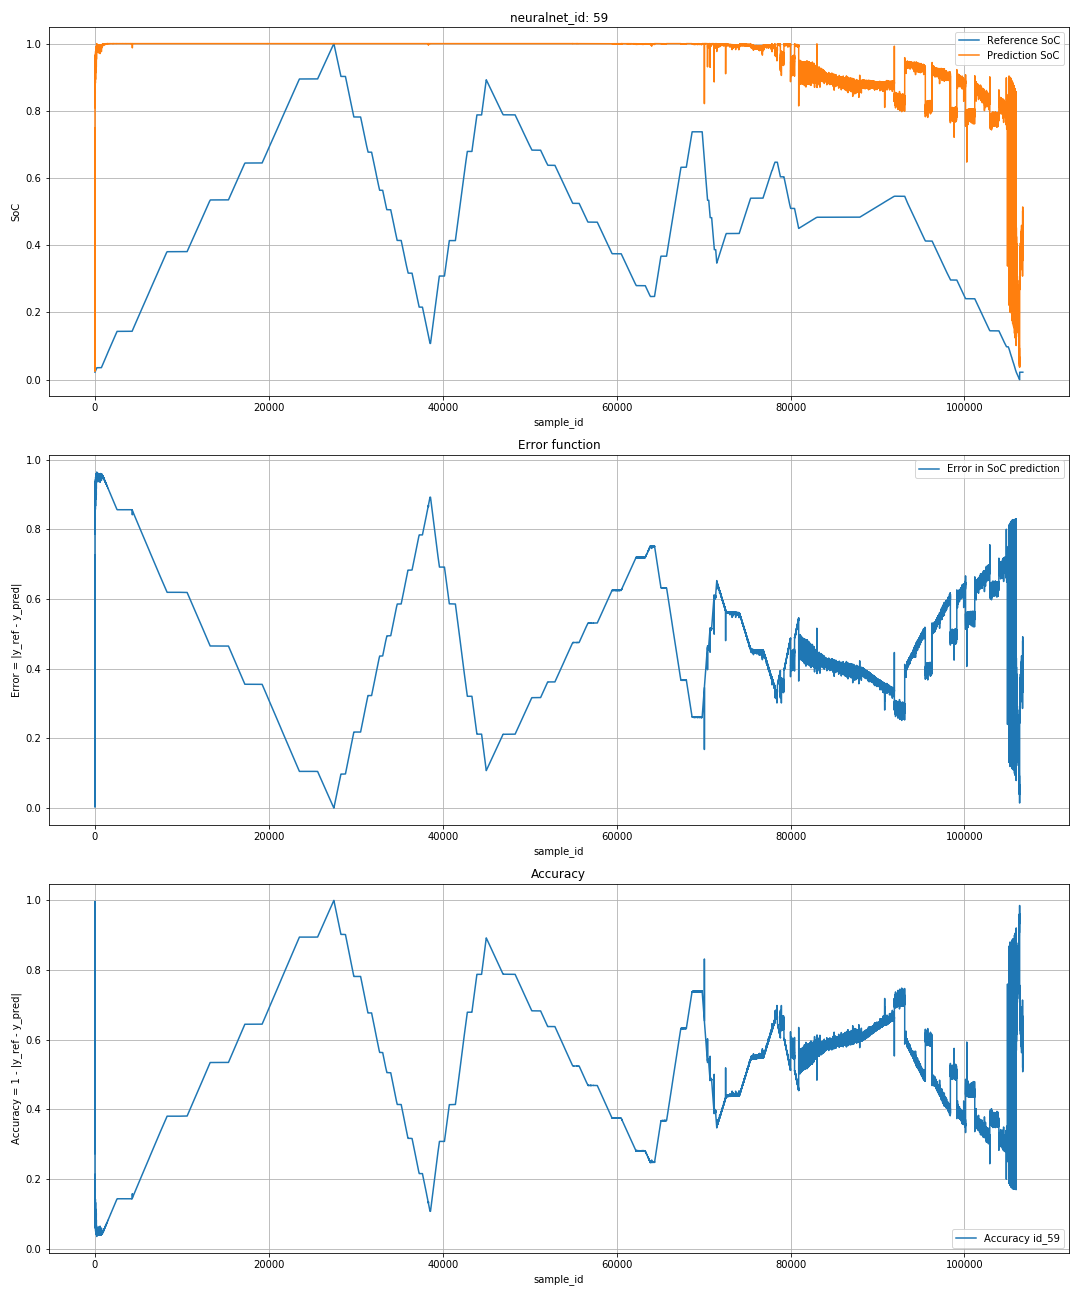 neuralnet_id: 59
1.0
0.8
0.6
0.4
0.2
0.0
SoC
Reference SoC
Prediction SoC
0 20000 40000 60000 80000 100000
sample_id
Error function
1.0
0.8
0.6
0.4
0.2
0.0
Error = |y_ref - y_pred|
Error in SoC prediction
0 20000 40000 60000 80000 100000
sample_id
Accuracy
1.0
0.8
0.6
0.4
0.2
0.0
Accuracy = 1 - |y_ref - y_pred|
Accuracy id_59
0 20000 40000 60000 80000 100000
sample_id